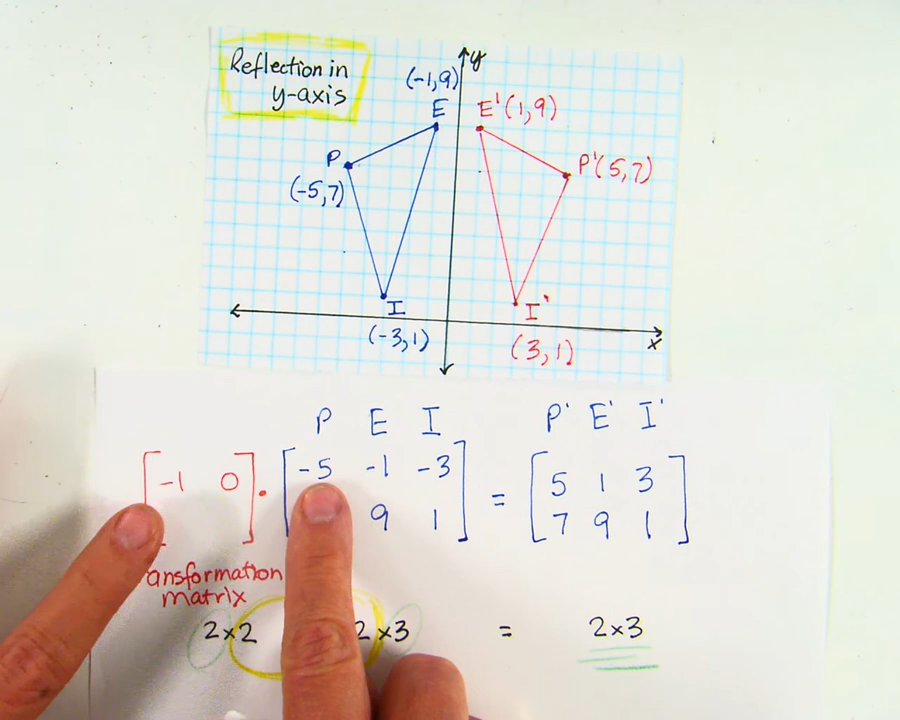 Reflection in
y-axis
y
(-1,9)
E
E'(1,9)
P
P'(5,7)
(-5,7)
I
I'
x
(-3,1)
(3,1)
P E I
P' E' I'
[-1 0] · [-5 -1 -3] = [5 1 3]
9 1
7 9 1
ansformation
matrix
2×2 2×3 = 2×3